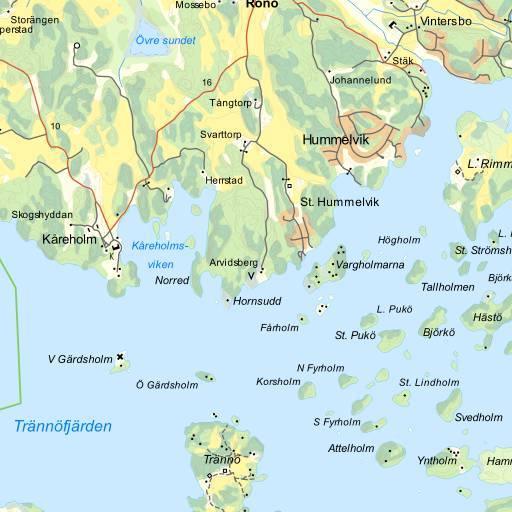 Storängen
perstad
Mossebo
Rönö
Övre sundet
Vintersbo
Stäk
Johannelund
16
Tångtorp
10
Svarttorp
Hummelvik
L. Rimm
Herrstad
St. Hummelvik
Skogshyddan
Kåreholm
K
Kåreholms-
viken
Högholm
L.
St. Strömsh
Arvidsberg
Vargholmarna
Norred
Tallholmen
Björk
Hornsudd
L. Pukö
Hästö
Fårholm
St. Pukö
Björkö
V Gärdsholm
N Fyrholm
Ö Gärdsholm
Korsholm
St. Lindholm
Svedholm
Trännöfjärden
S Fyrholm
Attelholm
Trännö
Yntholm
Hamn